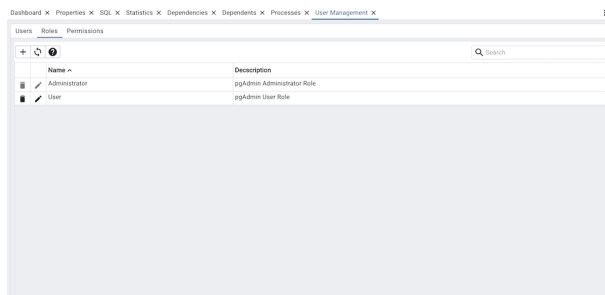 Dashboard Properties SQL Statistics Dependencies Dependents Processes User Management
Users Roles Permissions
Search
Name Decscription
Administrator pgAdmin Administrator Role
User pgAdmin User Role